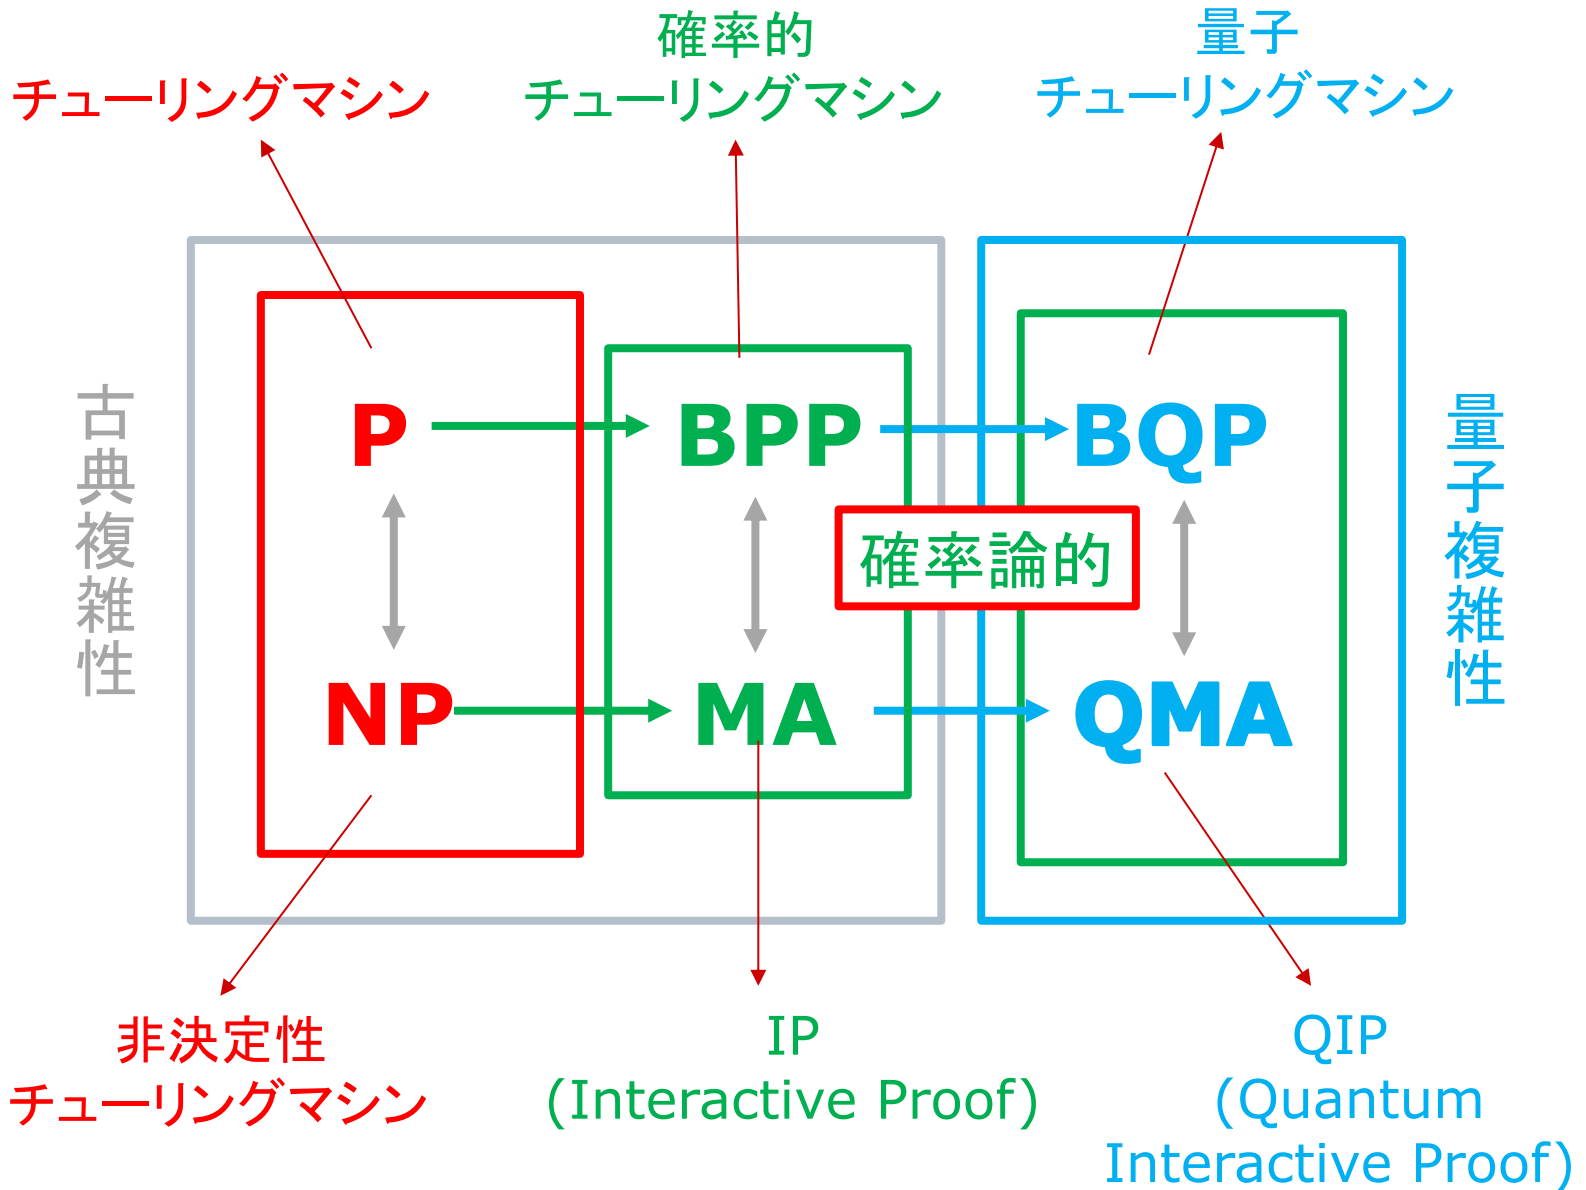 確率的
量子
チューリングマシン
チューリングマシン
チューリングマシン
古典複雑性
P
BPP
BQP
量子複雑性
確率論的
NP
MA
QMA
非決定性
チューリングマシン
IP
(Interactive Proof)
QIP
(Quantum
Interactive Proof)